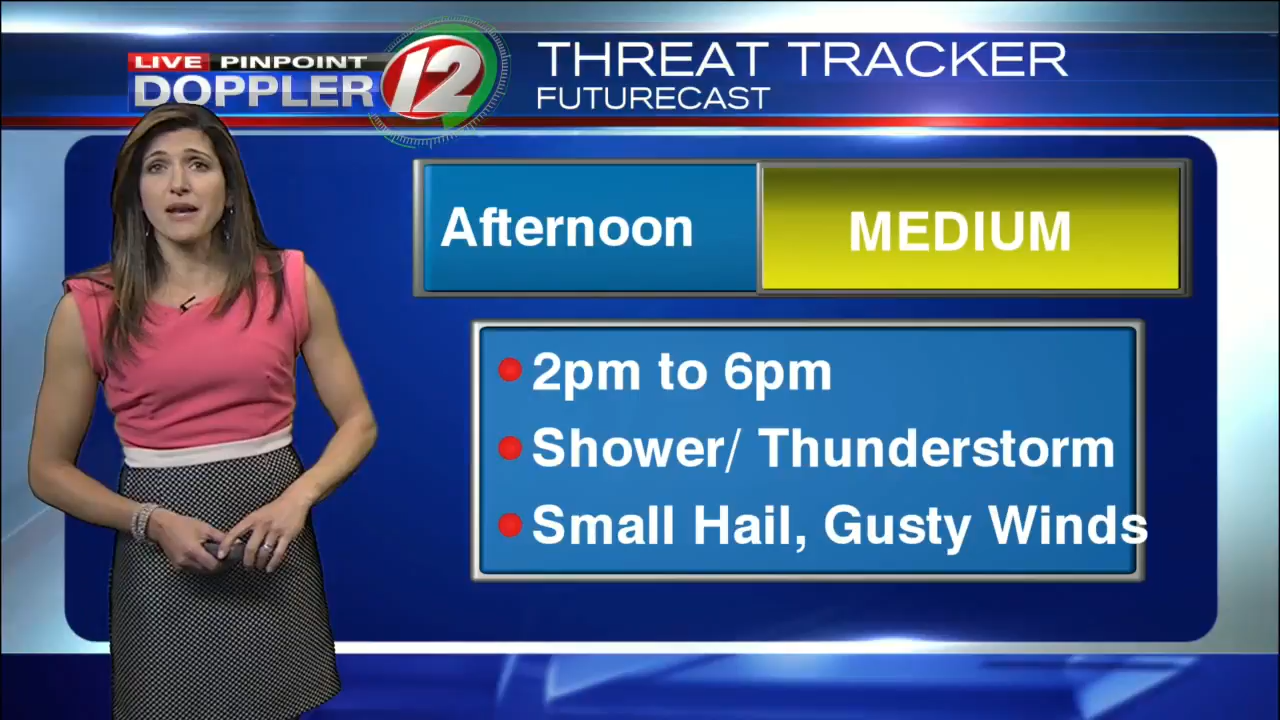 LIVE PINPOINT
DOPPLER 12
THREAT TRACKER
FUTURECAST
Afternoon
MEDIUM
2pm to 6pm
Shower/ Thunderstorm
Small Hail, Gusty Winds